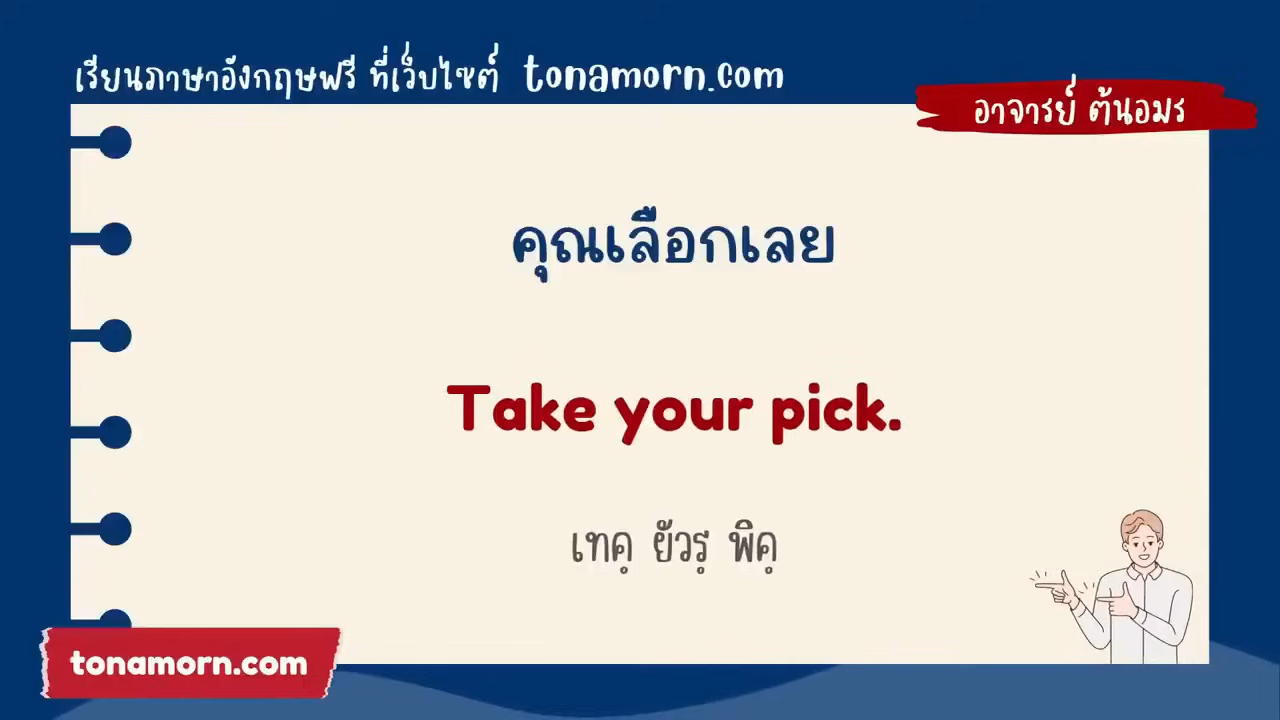 เรียนภาษาอังกฤษฟรี ที่เว็บไซต์ tonamorn.com
อาจารย์ ต้นอมร
คุณเลือกเลย
Take your pick.
เทคฺ ยัวรฺ พิคฺ
tonamorn.com